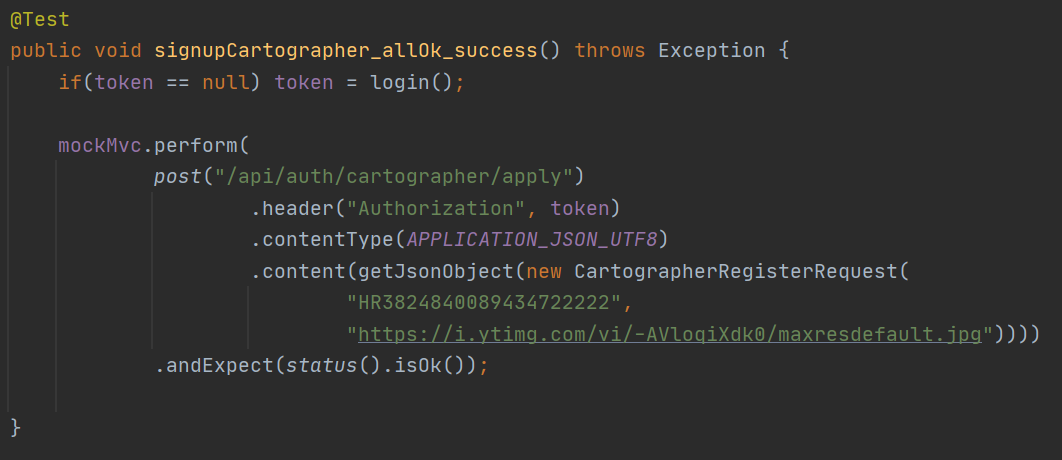 @Test
public void signupCartographer_allOk_success() throws Exception {
if(token == null) token = login();
mockMvc.perform(
post("/api/auth/cartographer/apply")
.header("Authorization", token)
.contentType(APPLICATION_JSON_UTF8)
.content(getJsonObject(new CartographerRegisterRequest(
"HR3824840089434722222",
"https://i.ytimg.com/vi/-AVloqiXdk0/maxresdefault.jpg"))))
.andExpect(status().isOk());
}